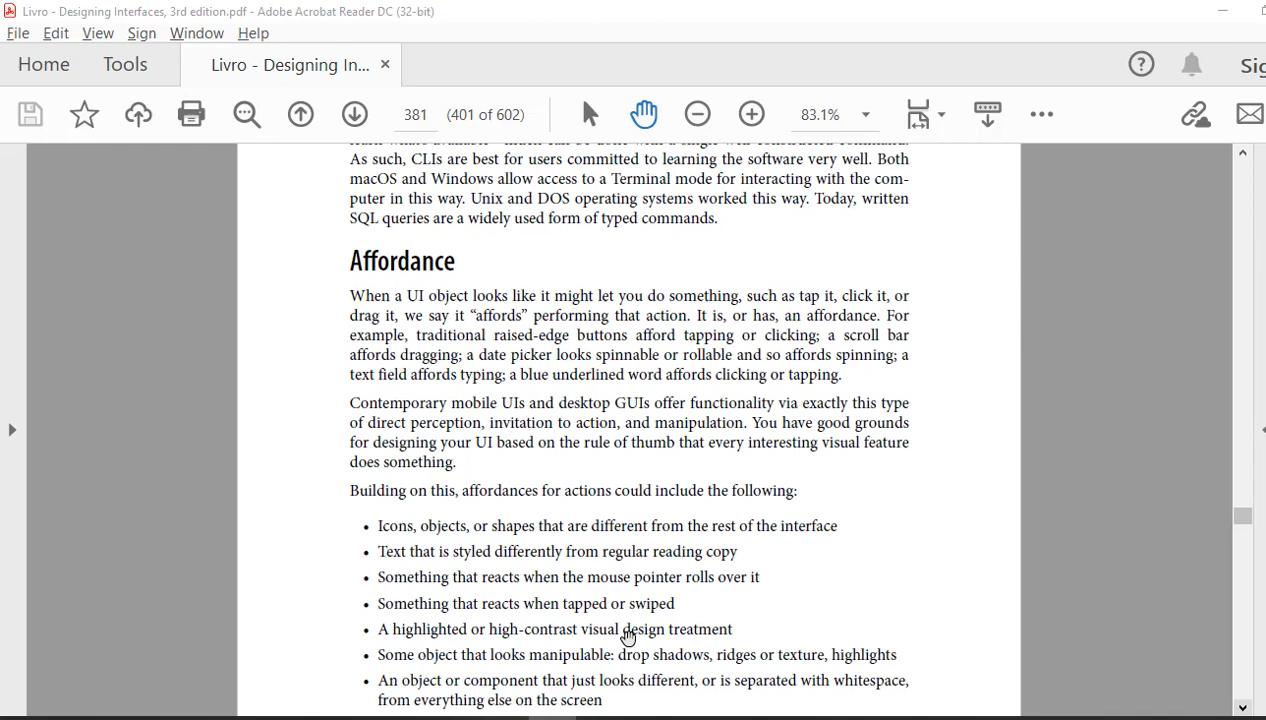 Livro - Designing Interfaces, 3rd edition.pdf - Adobe Acrobat Reader DC (32-bit)
File Edit View Sign Window Help
Home Tools Livro - Designing In... ×
Sig
381 (401 of 602) 83.1%
As such, CLIs are best for users committed to learning the software very well. Both
macOS and Windows allow access to a Terminal mode for interacting with the com-
puter in this way. Unix and DOS operating systems worked this way. Today, written
SQL queries are a widely used form of typed commands.
Affordance
When a UI object looks like it might let you do something, such as tap it, click it, or
drag it, we say it “affords” performing that action. It is, or has, an affordance. For
example, traditional raised-edge buttons afford tapping or clicking; a scroll bar
affords dragging; a date picker looks spinnable or rollable and so affords spinning; a
text field affords typing; a blue underlined word affords clicking or tapping.
Contemporary mobile UIs and desktop GUIs offer functionality via exactly this type
of direct perception, invitation to action, and manipulation. You have good grounds
for designing your UI based on the rule of thumb that every interesting visual feature
does something.
Building on this, affordances for actions could include the following:
• Icons, objects, or shapes that are different from the rest of the interface
• Text that is styled differently from regular reading copy
• Something that reacts when the mouse pointer rolls over it
• Something that reacts when tapped or swiped
• A highlighted or high-contrast visual design treatment
• Some object that looks manipulable: drop shadows, ridges or texture, highlights
• An object or component that just looks different, or is separated with whitespace,
from everything else on the screen